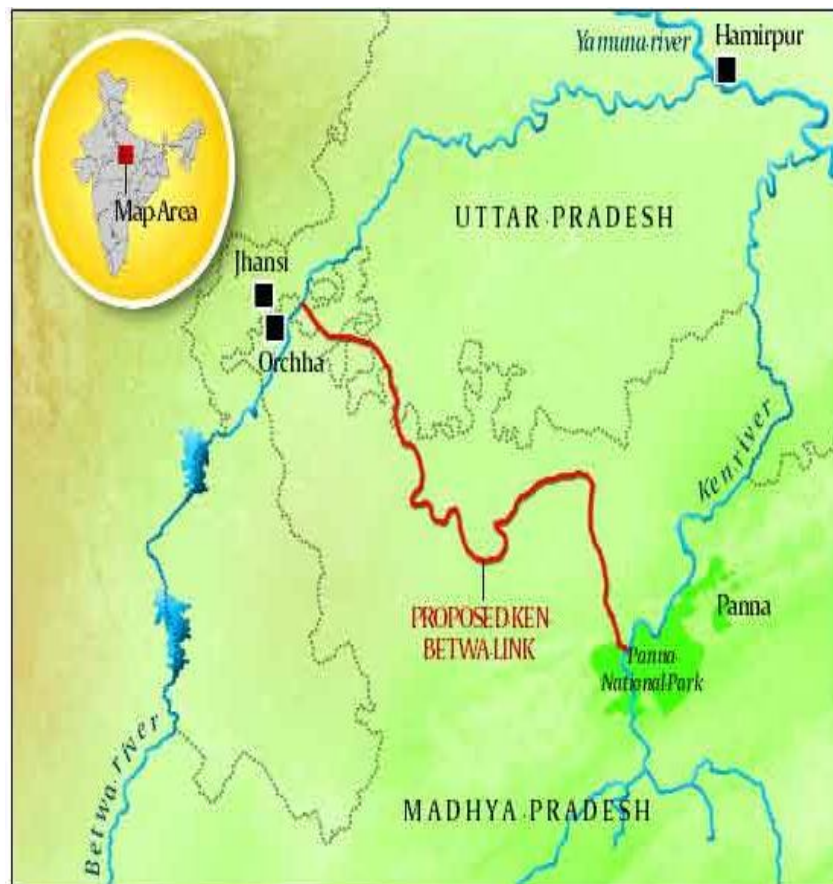 Yamuna river
Hamirpur
Map Area
UTTAR PRADESH
Jhansi
Orchha
Ken river
PROPOSED KEN
BETWA LINK
Panna
Panna
National Park
Betwa river
MADHYA PRADESH